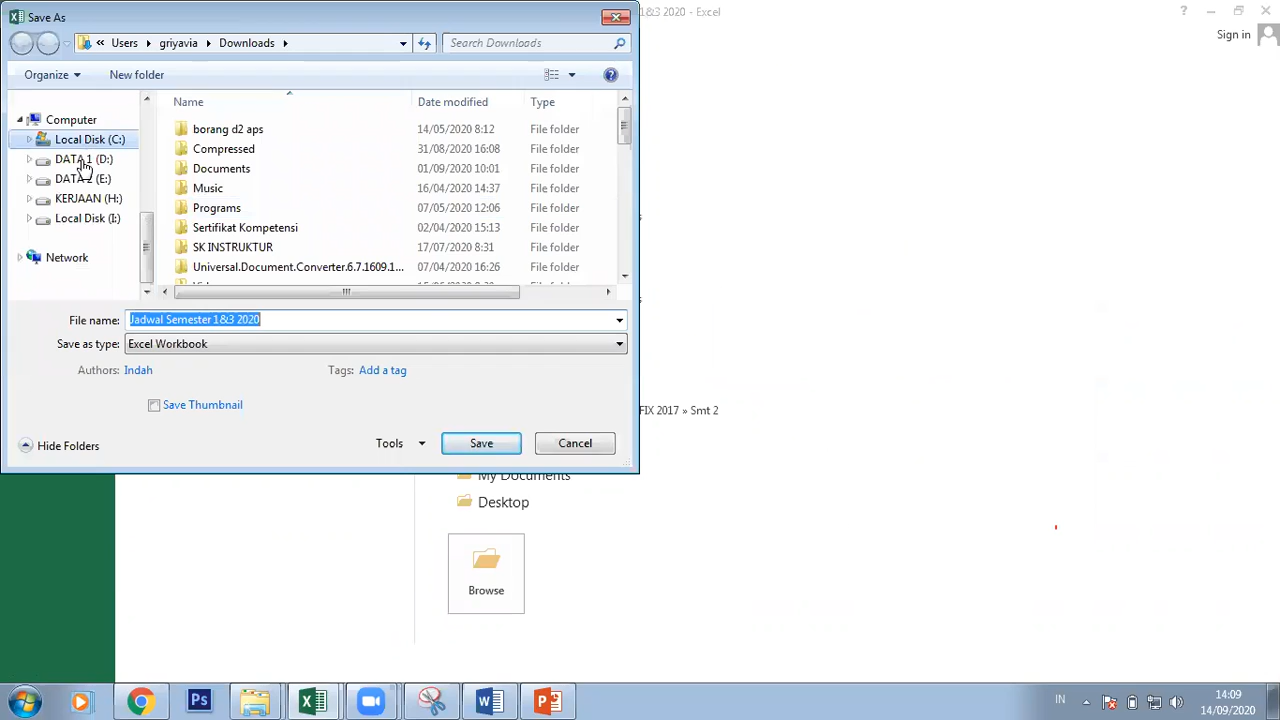 Save As
1&3 2020 - Excel
Sign in
« Users griyavia Downloads
Search Downloads
Organize New folder
Name Date modified Type
Computer
Local Disk (C:)
DATA 1 (D:)
(E:)
KERJAAN (H:)
Local Disk (I:)
Network
borang d2 aps 14/05/2020 8:12 File folder
Compressed 31/08/2020 16:08 File folder
Documents 01/09/2020 10:01 File folder
Music 16/04/2020 14:37 File folder
Programs 07/05/2020 12:06 File folder
Sertifikat Kompetensi 02/04/2020 15:13 File folder
SK INSTRUKTUR 17/07/2020 8:31 File folder
Universal.Document.Converter.6.7.1609.1... 07/04/2020 16:26 File folder
File name: Jadwal Semester 1&3 2020
Save as type: Excel Workbook
Authors: Indah Tags: Add a tag
Save Thumbnail
Hide Folders Tools Save Cancel
FIX 2017 » Smt 2
My Documents
Desktop
Browse
Ps
IN
14:09
14/09/2020